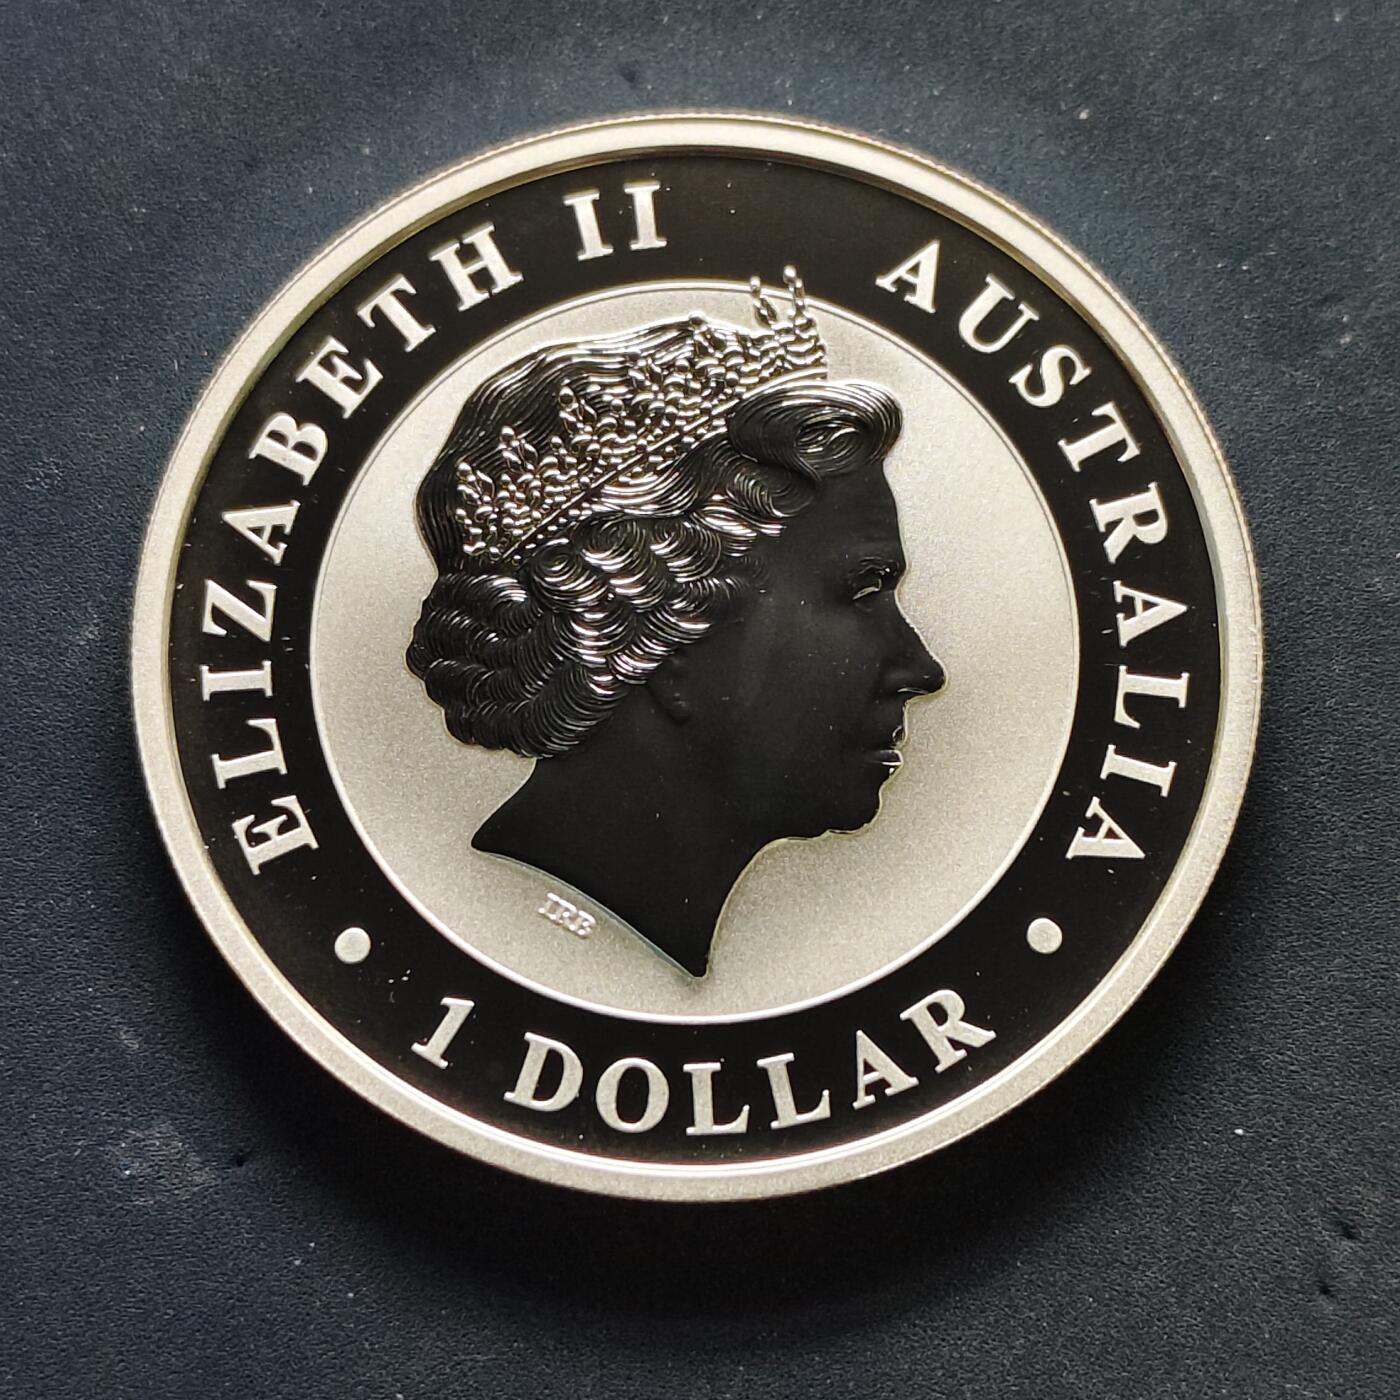 ELIZABETH II AUSTRALIA
IRB
• 1 DOLLAR •